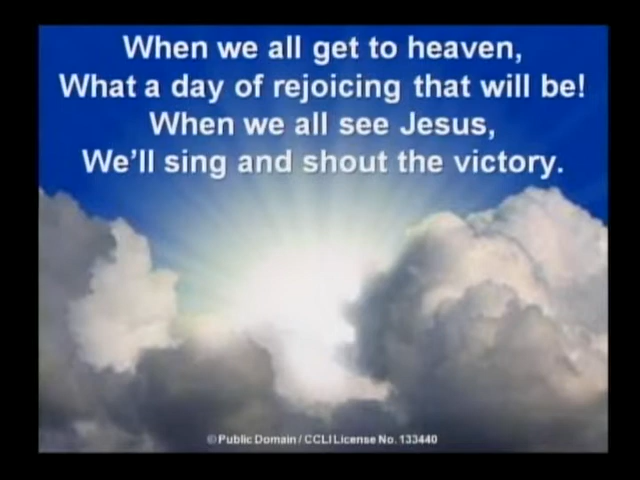 When we all get to heaven,
What a day of rejoicing that will be!
When we all see Jesus,
We'll sing and shout the victory.
© Public Domain / CCLI License No. 133440